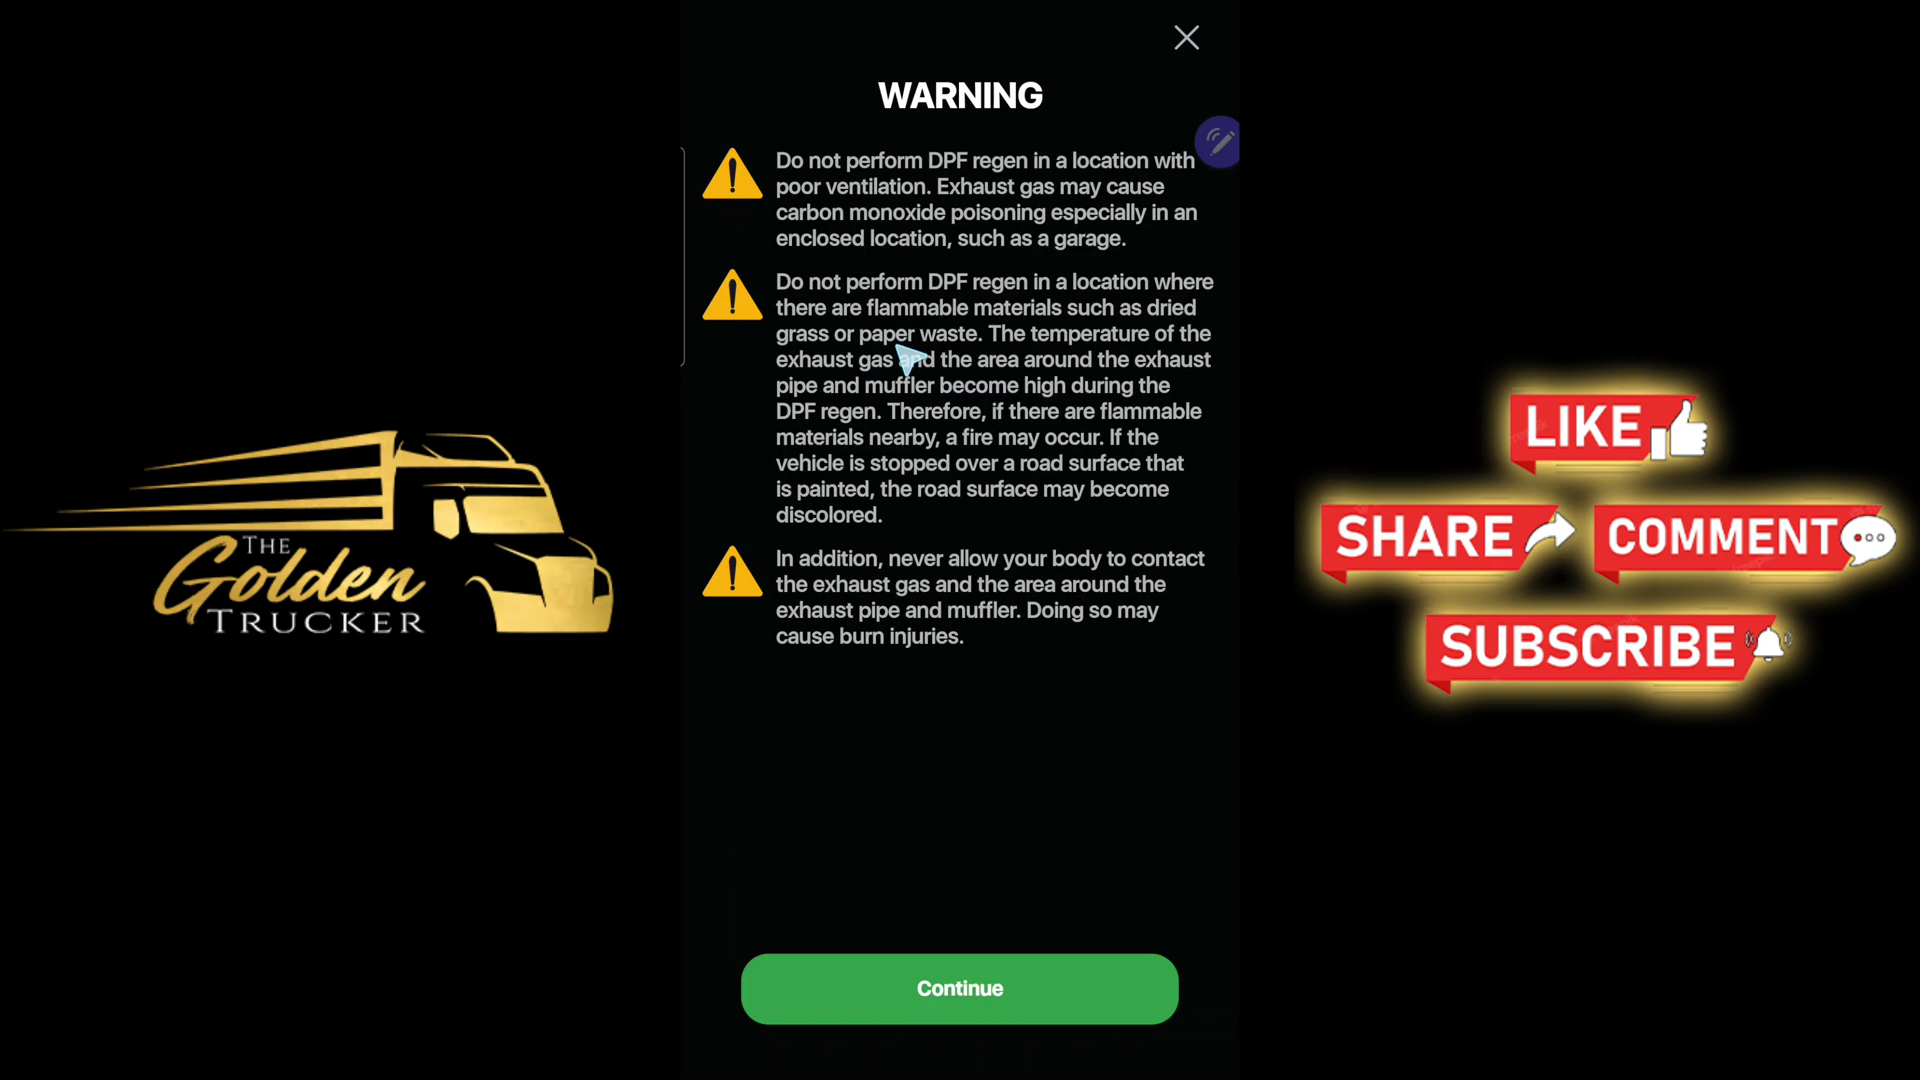 WARNING
Do not perform DPF regen in a location with
poor ventilation. Exhaust gas may cause
carbon monoxide poisoning especially in an
enclosed location, such as a garage.
Do not perform DPF regen in a location where
there are flammable materials such as dried
grass or paper waste. The temperature of the
exhaust gas and the area around the exhaust
pipe and muffler become high during the
DPF regen. Therefore, if there are flammable
materials nearby, a fire may occur. If the
vehicle is stopped over a road surface that
is painted, the road surface may become
discolored.
In addition, never allow your body to contact
the exhaust gas and the area around the
exhaust pipe and muffler. Doing so may
cause burn injuries.
Continue
THE
Golden
TRUCKER
LIKE
SHARE
COMMENT
SUBSCRIBE